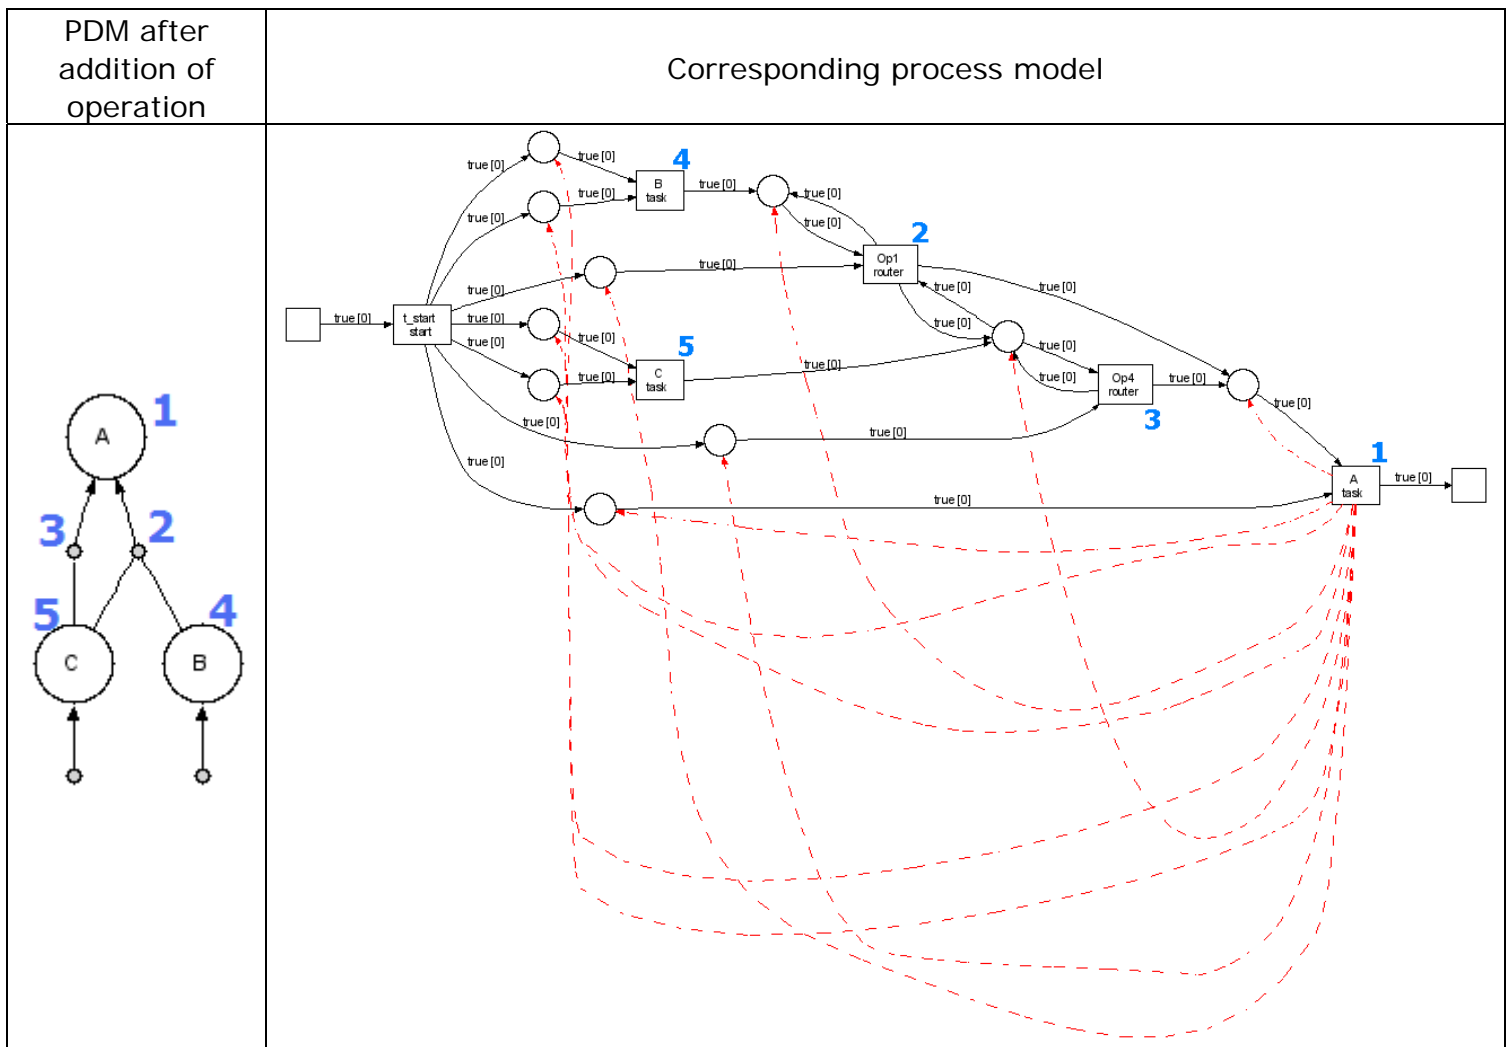 PDM after
addition of
operation
Corresponding process model
1
A
3
2
5
4
C
B
true [0]
true [0]
4
B
task
true [0]
true [0]
true [0]
true [0]
true [0]
2
Op1
router
true [0]
true [0]
true [0]
true [0]
true [0]
true [0]
t_start
start
true [0]
true [0]
true [0]
true [0]
true [0]
5
C
task
true [0]
true [0]
true [0]
true [0]
Op4
router
true [0]
3
true [0]
true [0]
true [0]
true [0]
1
A
task
true [0]
true [0]